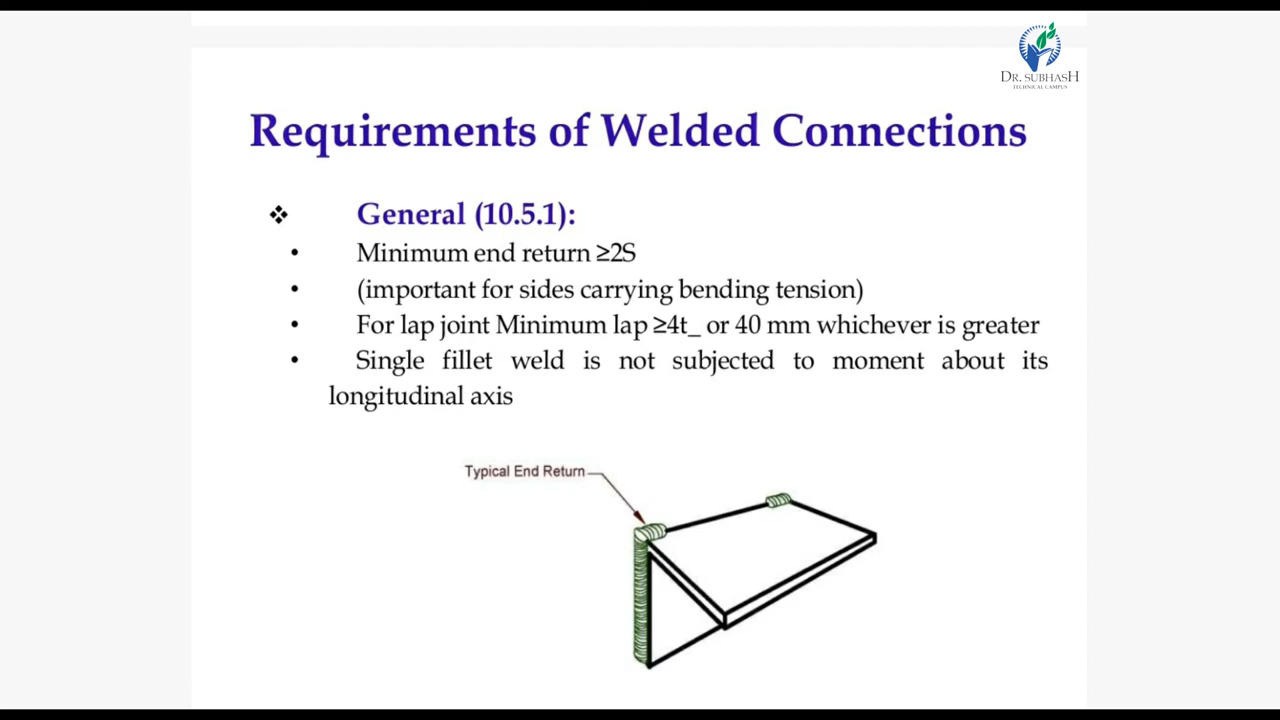 DR. SUBHASH
TECHNICAL CAMPUS
Requirements of Welded Connections
❖ General (10.5.1):
• Minimum end return ≥2S
• (important for sides carrying bending tension)
• For lap joint Minimum lap ≥4t_ or 40 mm whichever is greater
• Single fillet weld is not subjected to moment about its
longitudinal axis
Typical End Return